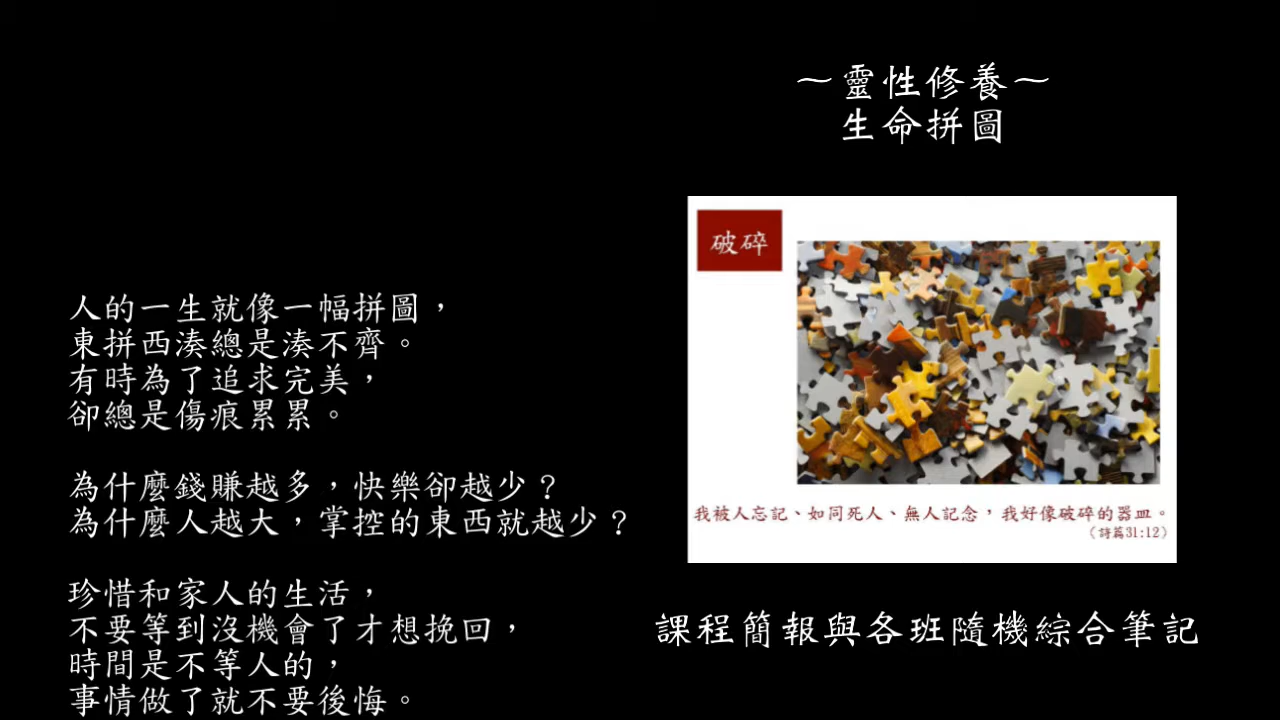 ～靈性修養～
生命拼圖
人的一生就像一幅拼圖，
東拼西湊總是湊不齊。
有時為了追求完美，
卻總是傷痕累累。
為什麼錢賺越多，快樂卻越少？
為什麼人越大，掌控的東西就越少？
珍惜和家人的生活，
不要等到沒機會了才想挽回，
時間是不等人的，
事情做了就不要後悔。
破碎
我被人忘記、如同死人、無人記念，我好像破碎的器皿。
（詩篇31:12）
課程簡報與各班隨機綜合筆記